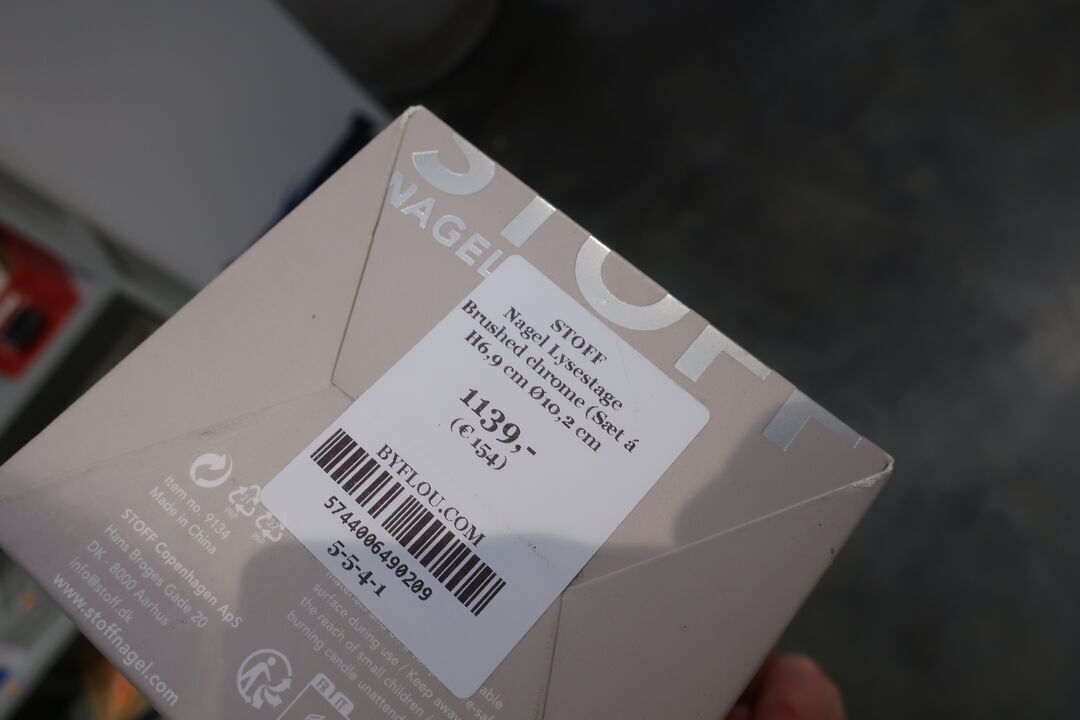 STOFF
NAGEL
STOFF
Nagel Lysestage
Brushed chrome (Sæt á
H6,9 cm Ø10,2 cm
1139,-
(€ 154)
BYFLOU.COM
5744006490209
5-5-4-1
Item no. 9134
Made in China
STOFF Copenhagen Aps
Hans Broges Gade 20
DK - 8000 Aarhus
info@stoff.dk
www.stoffnagel.com
surface during use / Keep away
the reach of small children /
burning candle unattend
FR
IT